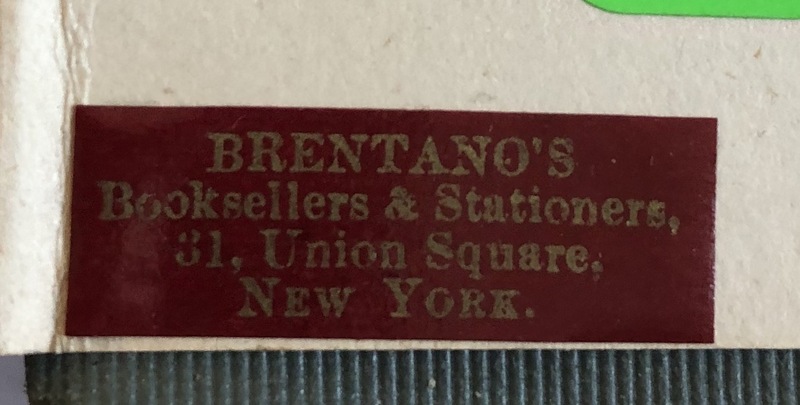 BRENTANO'S
Booksellers & Stationers,
31, Union Square,
NEW YORK.